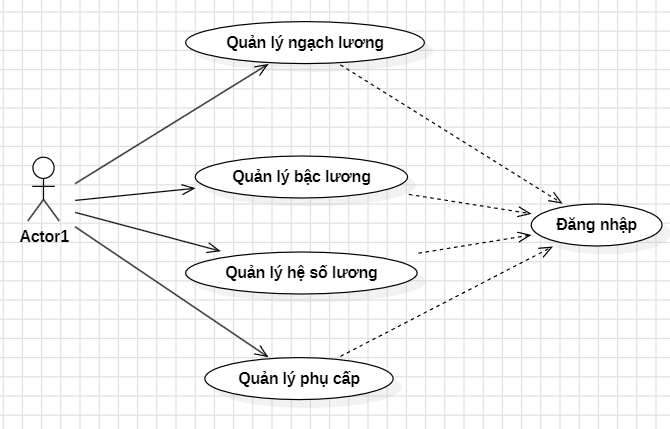 Quản lý ngạch lương
Quản lý bậc lương
Đăng nhập
Actor1
Quản lý hệ số lương
Quản lý phụ cấp